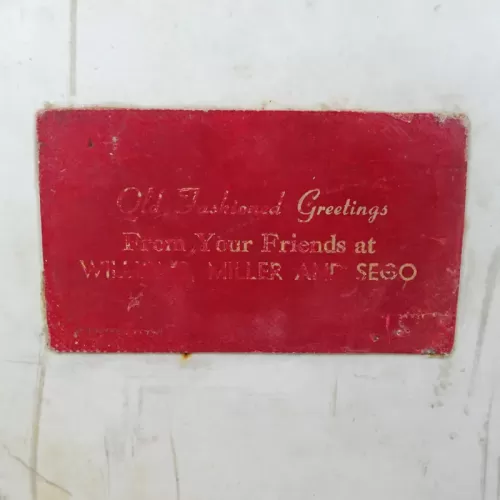 Old Fashioned Greetings
From Your Friends at
MILLER AND SEGO